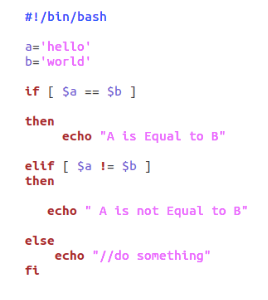 #!/bin/bash
a='hello'
b='world'
if [ $a == $b ]
then
echo "A is Equal to B"
elif [ $a != $b ]
then
echo " A is not Equal to B"
else
echo "//do something"
fi